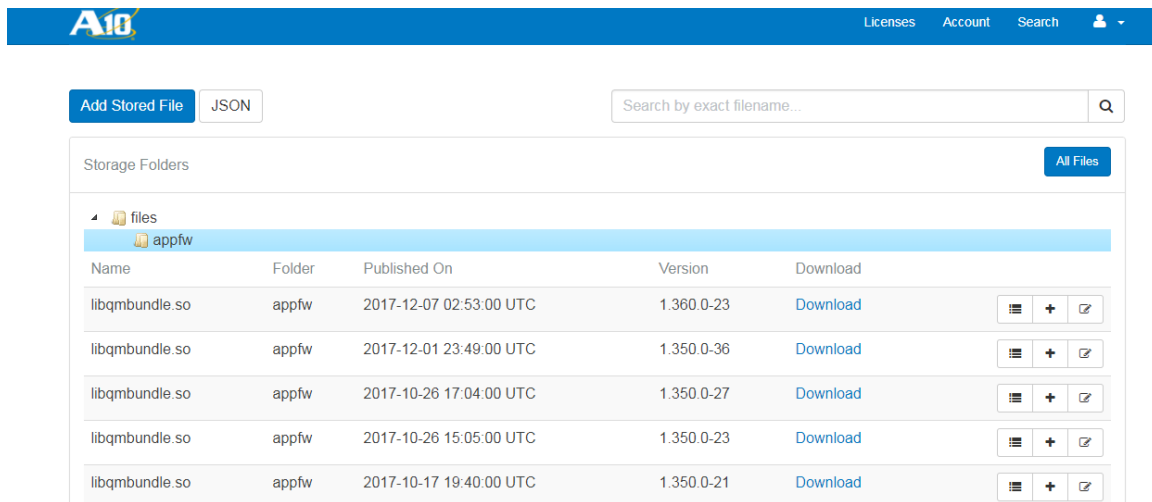 A10 Licenses Account Search
Add Stored File JSON Search by exact filename...
Storage Folders All Files
files
appfw
Name Folder Published On Version Download
libqmbundle.so appfw 2017-12-07 02:53:00 UTC 1.360.0-23 Download
libqmbundle.so appfw 2017-12-01 23:49:00 UTC 1.350.0-36 Download
libqmbundle.so appfw 2017-10-26 17:04:00 UTC 1.350.0-27 Download
libqmbundle.so appfw 2017-10-26 15:05:00 UTC 1.350.0-23 Download
libqmbundle.so appfw 2017-10-17 19:40:00 UTC 1.350.0-21 Download